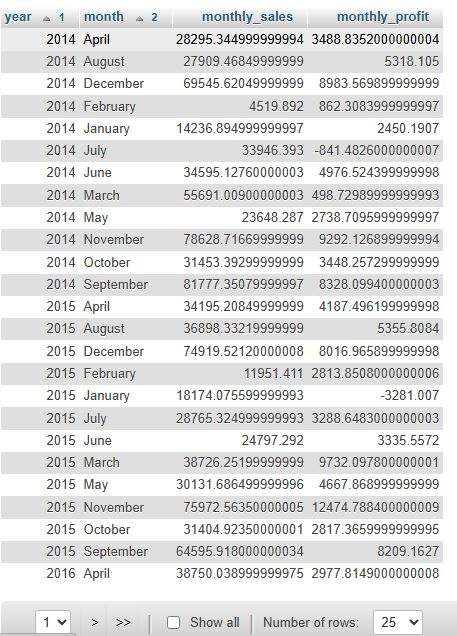 year 1 month 2 monthly_sales monthly_profit
2014 April 28295.344999999994 3488.8352000000004
2014 August 27909.46849999999 5318.105
2014 December 69545.62049999999 8983.569899999999
2014 February 4519.892 862.3083999999997
2014 January 14236.894999999997 2450.1907
2014 July 33946.393 -841.4826000000007
2014 June 34595.12760000003 4976.524399999998
2014 March 55691.00900000003 498.72989999999993
2014 May 23648.287 2738.7095999999997
2014 November 78628.71669999999 9292.126899999994
2014 October 31453.39299999999 3448.257299999999
2014 September 81777.35079999997 8328.099400000003
2015 April 34195.20849999999 4187.496199999998
2015 August 36898.33219999999 5355.8084
2015 December 74919.52120000008 8016.965899999998
2015 February 11951.411 2813.8508000000006
2015 January 18174.075599999993 -3281.007
2015 July 28765.324999999993 3288.6483000000003
2015 June 24797.292 3335.5572
2015 March 38726.25199999999 9732.097800000001
2015 May 30131.686499999996 4667.868999999999
2015 November 75972.56350000005 12474.788400000009
2015 October 31404.92350000001 2817.3659999999995
2015 September 64595.918000000034 8209.1627
2016 April 38750.038999999975 2977.8149000000008
1 > >> Show all Number of rows: 25